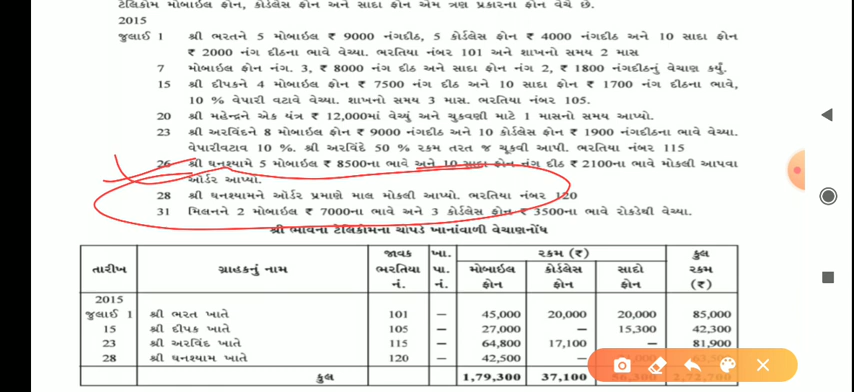 ટેલિકોમ મોબાઈલ ફોન, કોર્ડલેસ ફોન અને સાદા ફોન એમ ત્રણ પ્રકારના ફોન વેચે છે.
2015
જુલાઈ 1 શ્રી ભરતને 5 મોબાઈલ ₹ 9000 નંગદીઠ, 5 કોર્ડલેસ ફોન ₹ 4000 નંગદીઠ અને 10 સાદા ફોન
₹ 2000 નંગ દીઠના ભાવે વેચ્યા. ભરતિયા નંબર 101 અને શાખનો સમય 2 માસ
7 મોબાઈલ ફોન નંગ. 3, ₹ 8000 નંગ દીઠ અને સાદા ફોન નંગ 2, ₹ 1800 નંગદીઠનું વેચાણ કર્યું.
15 શ્રી દીપકને 4 મોબાઈલ ફોન ₹ 7500 નંગ દીઠ અને 10 સાદા ફોન ₹ 1700 નંગ દીઠના ભાવે,
10 % વેપારી વટાવે વેચ્યા. શાખનો સમય 3 માસ. ભરતિયા નંબર 105.
20 શ્રી મહેન્દ્રને એક યંત્ર ₹ 12,000માં વેચ્યું અને ચુકવણી માટે 1 માસનો સમય આપ્યો.
23 શ્રી અરવિંદને 8 મોબાઈલ ફોન ₹ 9000 નંગદીઠ અને 10 કોર્ડલેસ ફોન ₹ 1900 નંગદીઠના ભાવે વેચ્યા.
વેપારીવટાવ 10 %. શ્રી અરવિંદે 50 % રકમ તરત જ ચૂકવી આપી. ભરતિયા નંબર 115
26 શ્રી ઘનશ્યામે 5 મોબાઈલ ₹ 8500ના ભાવે અને 10 સાદા ફોન નંગ દીઠ ₹ 2100ના ભાવે મોકલી આપવા
ઑર્ડર આપ્યો.
28 શ્રી ઘનશ્યામને ઑર્ડર પ્રમાણે માલ મોકલી આપ્યો. ભરતિયા નંબર 120
31 મિલનને 2 મોબાઈલ ₹ 7000ના ભાવે અને 3 કોર્ડલેસ ફોન ₹ 3500ના ભાવે રોકડેથી વેચ્યા.
શ્રી ભાવના ટેલિકોમના ચોપડે ખાનાંવાળી વેચાણનોંધ
તારીખ ગ્રાહકનું નામ જાવક ભરતિયા નં. ખા. પા. નં. રકમ (₹) મોબાઈલ ફોન કોર્ડલેસ ફોન સાદો ફોન કુલ રકમ (₹)
2015
જુલાઈ 1 શ્રી ભરત ખાતે 101 – 45,000 20,000 20,000 85,000
15 શ્રી દીપક ખાતે 105 – 27,000 – 15,300 42,300
23 શ્રી અરવિંદ ખાતે 115 – 64,800 17,100 – 81,900
28 શ્રી ઘનશ્યામ ખાતે 120 – 42,500 –
કુલ 1,79,300 37,100